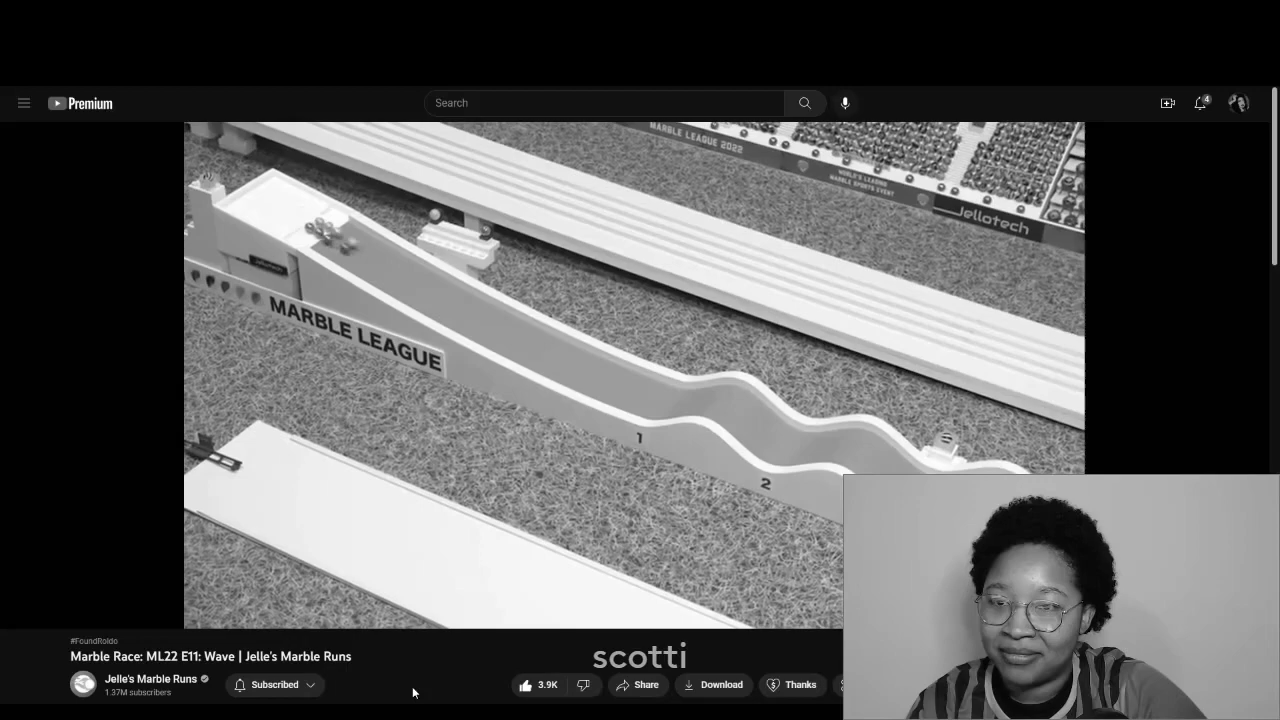 Premium
Search
4
MARBLE LEAGUE 2022
WORLD'S LEADING
MARBLE SPORTS EVENT
Jellotech
MARBLE LEAGUE
1
2
#FoundRoldo
Marble Race: ML22 E11: Wave | Jelle's Marble Runs
scotti
Jelle's Marble Runs
1.37M subscribers
Subscribed
3.9K
Share
Download
Thanks